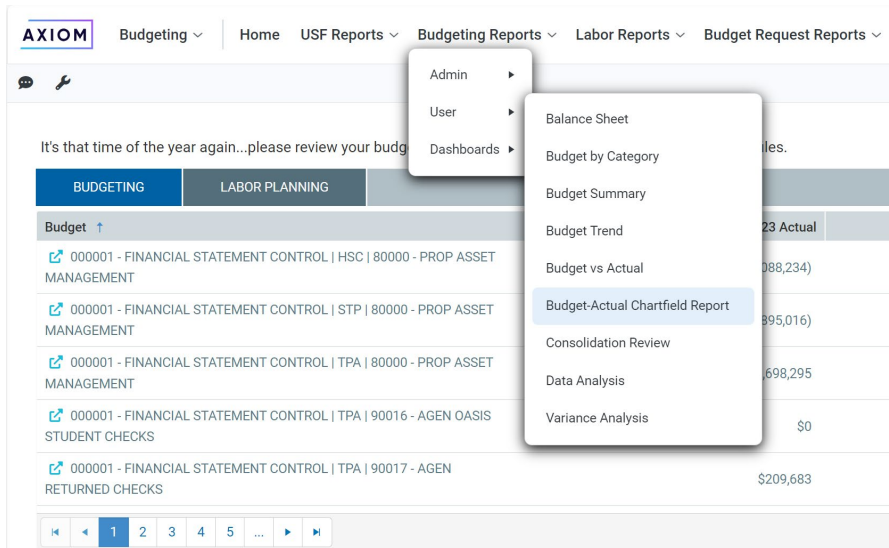 AXIOM Budgeting Home USF Reports Budgeting Reports Labor Reports Budget Request Reports
Admin
User
Dashboards
Balance Sheet
Budget by Category
Budget Summary
Budget Trend
Budget vs Actual
Budget-Actual Chartfield Report
Consolidation Review
Data Analysis
Variance Analysis
It's that time of the year again...please review your
BUDGETING LABOR PLANNING
Budget ↑ 23 Actual
000001 - FINANCIAL STATEMENT CONTROL | HSC | 80000 - PROP ASSET
MANAGEMENT
088,234)
000001 - FINANCIAL STATEMENT CONTROL | STP | 80000 - PROP ASSET
MANAGEMENT
895,016)
000001 - FINANCIAL STATEMENT CONTROL | TPA | 80000 - PROP ASSET
MANAGEMENT
,698,295
000001 - FINANCIAL STATEMENT CONTROL | TPA | 90016 - AGEN OASIS
STUDENT CHECKS
$0
000001 - FINANCIAL STATEMENT CONTROL | TPA | 90017 - AGEN
RETURNED CHECKS
$209,683
1 2 3 4 5 ...